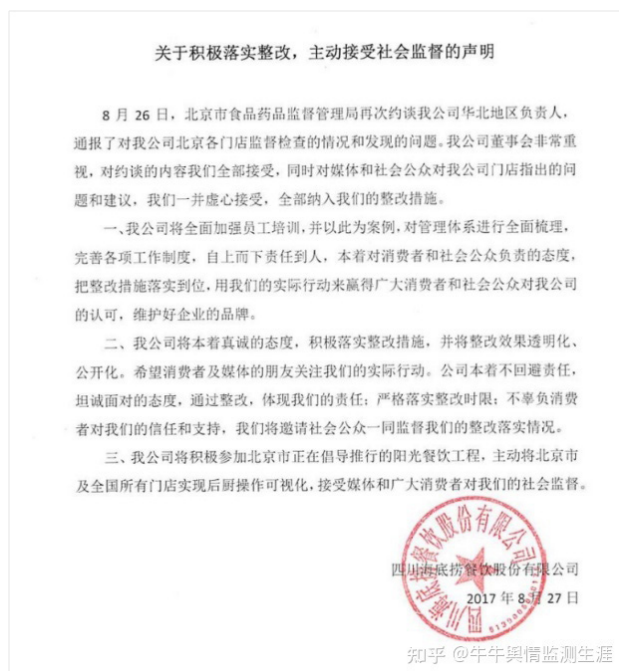 关于积极落实整改，主动接受社会监督的声明
8 月 26 日，北京市食品药品监督管理局再次约谈我公司华北地区负责人，
通报了对我公司北京各门店监督检查的情况和发现的问题。我公司董事会非常重
视，对约谈的内容我们全部接受，同时对媒体和社会公众对我公司门店指出的问
题和建议，我们一并虚心接受，全部纳入我们的整改措施。
一、我公司将全面加强员工培训，并以此为案例，对管理体系进行全面梳理，
完善各项工作制度，自上而下责任到人，本着对消费者和社会公众负责的态度，
把整改措施落实到位，用我们的实际行动来赢得广大消费者和社会公众对我公司
的认可，维护好企业的品牌。
二、我公司将本着真诚的态度，积极落实整改措施，并将整改效果透明化、
公开化。希望消费者及媒体的朋友关注我们的实际行动。公司本着不回避责任，
坦诚面对的态度，通过整改，体现我们的责任；严格落实整改时限；不辜负消费
者对我们的信任和支持，我们将邀请社会公众一同监督我们的整改落实情况。
三、我公司将积极参加北京市正在倡导推行的阳光餐饮工程，主动将北京市
及全国所有门店实现后厨操作可视化，接受媒体和广大消费者对我们的社会监督。
四川海底捞餐饮股份有限公司
四川海底捞餐饮股份有限公司
2017 年 8 月 27 日
知乎 @牛牛舆情监测生涯